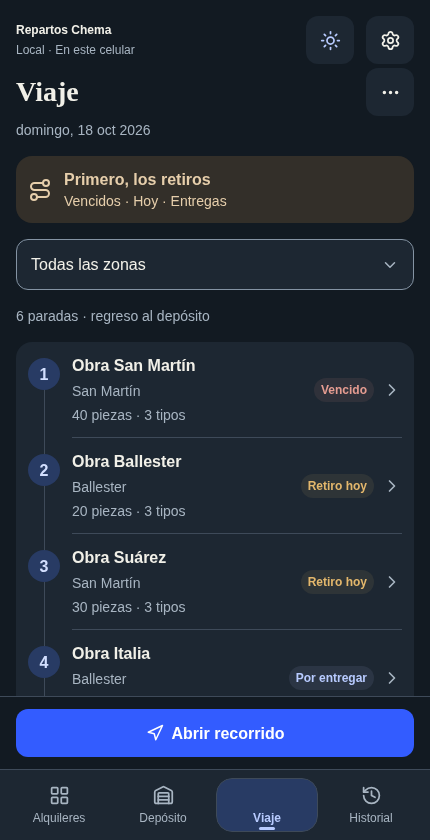 Repartos Chema
Local · En este celular
Viaje
domingo, 18 oct 2026
Primero, los retiros
Vencidos · Hoy · Entregas
Todas las zonas
6 paradas · regreso al depósito
1
Obra San Martín
San Martín
Vencido
40 piezas · 3 tipos
2
Obra Ballester
Ballester
Retiro hoy
20 piezas · 3 tipos
3
Obra Suárez
San Martín
Retiro hoy
30 piezas · 3 tipos
4
Obra Italia
Ballester
Por entregar
Abrir recorrido
Alquileres
Depósito
Viaje
Historial